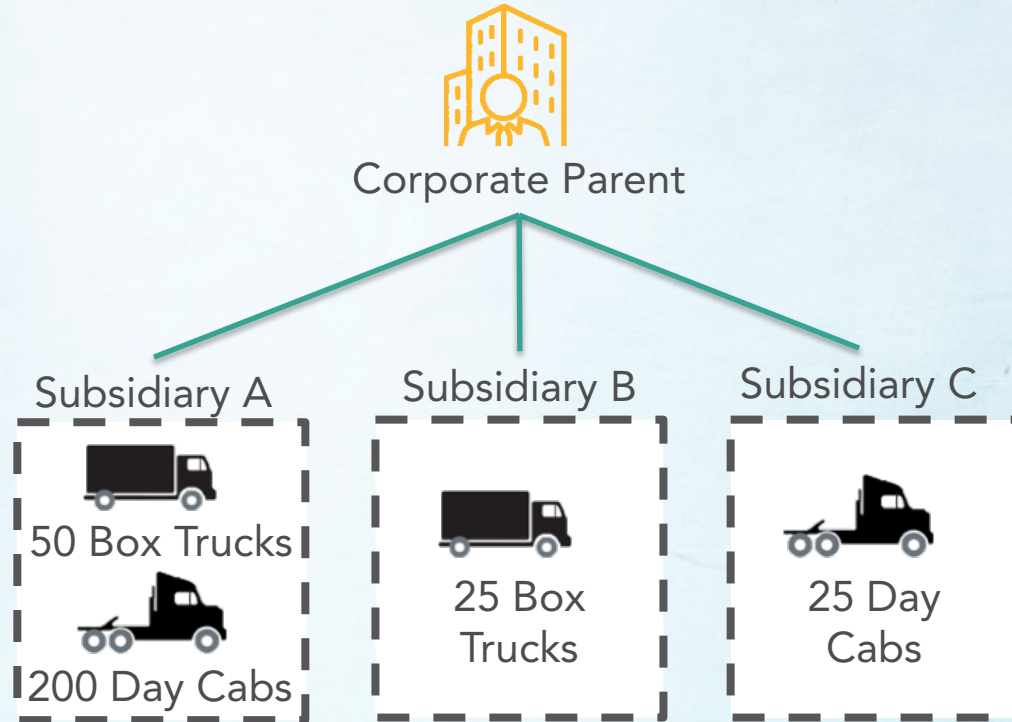 Corporate Parent
Subsidiary A
50 Box Trucks
200 Day Cabs
Subsidiary B
25 Box
Trucks
Subsidiary C
25 Day
Cabs